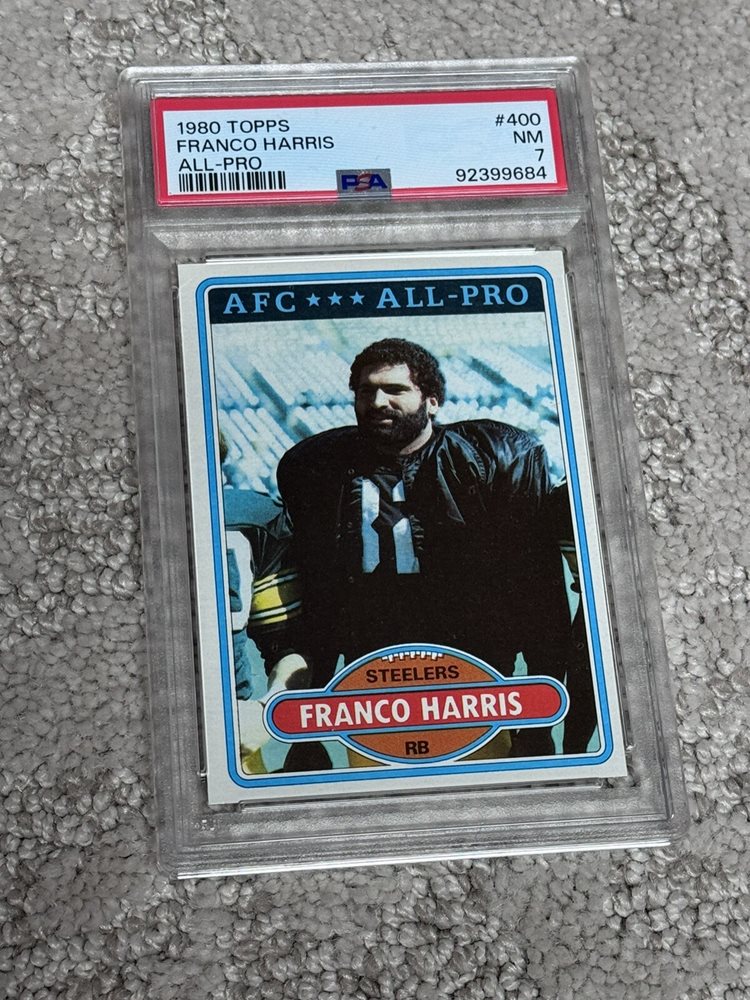 1980 TOPPS #400
FRANCO HARRIS NM
ALL-PRO 7
PSA 92399684
AFC ★★★ ALL-PRO
STEELERS
FRANCO HARRIS
RB